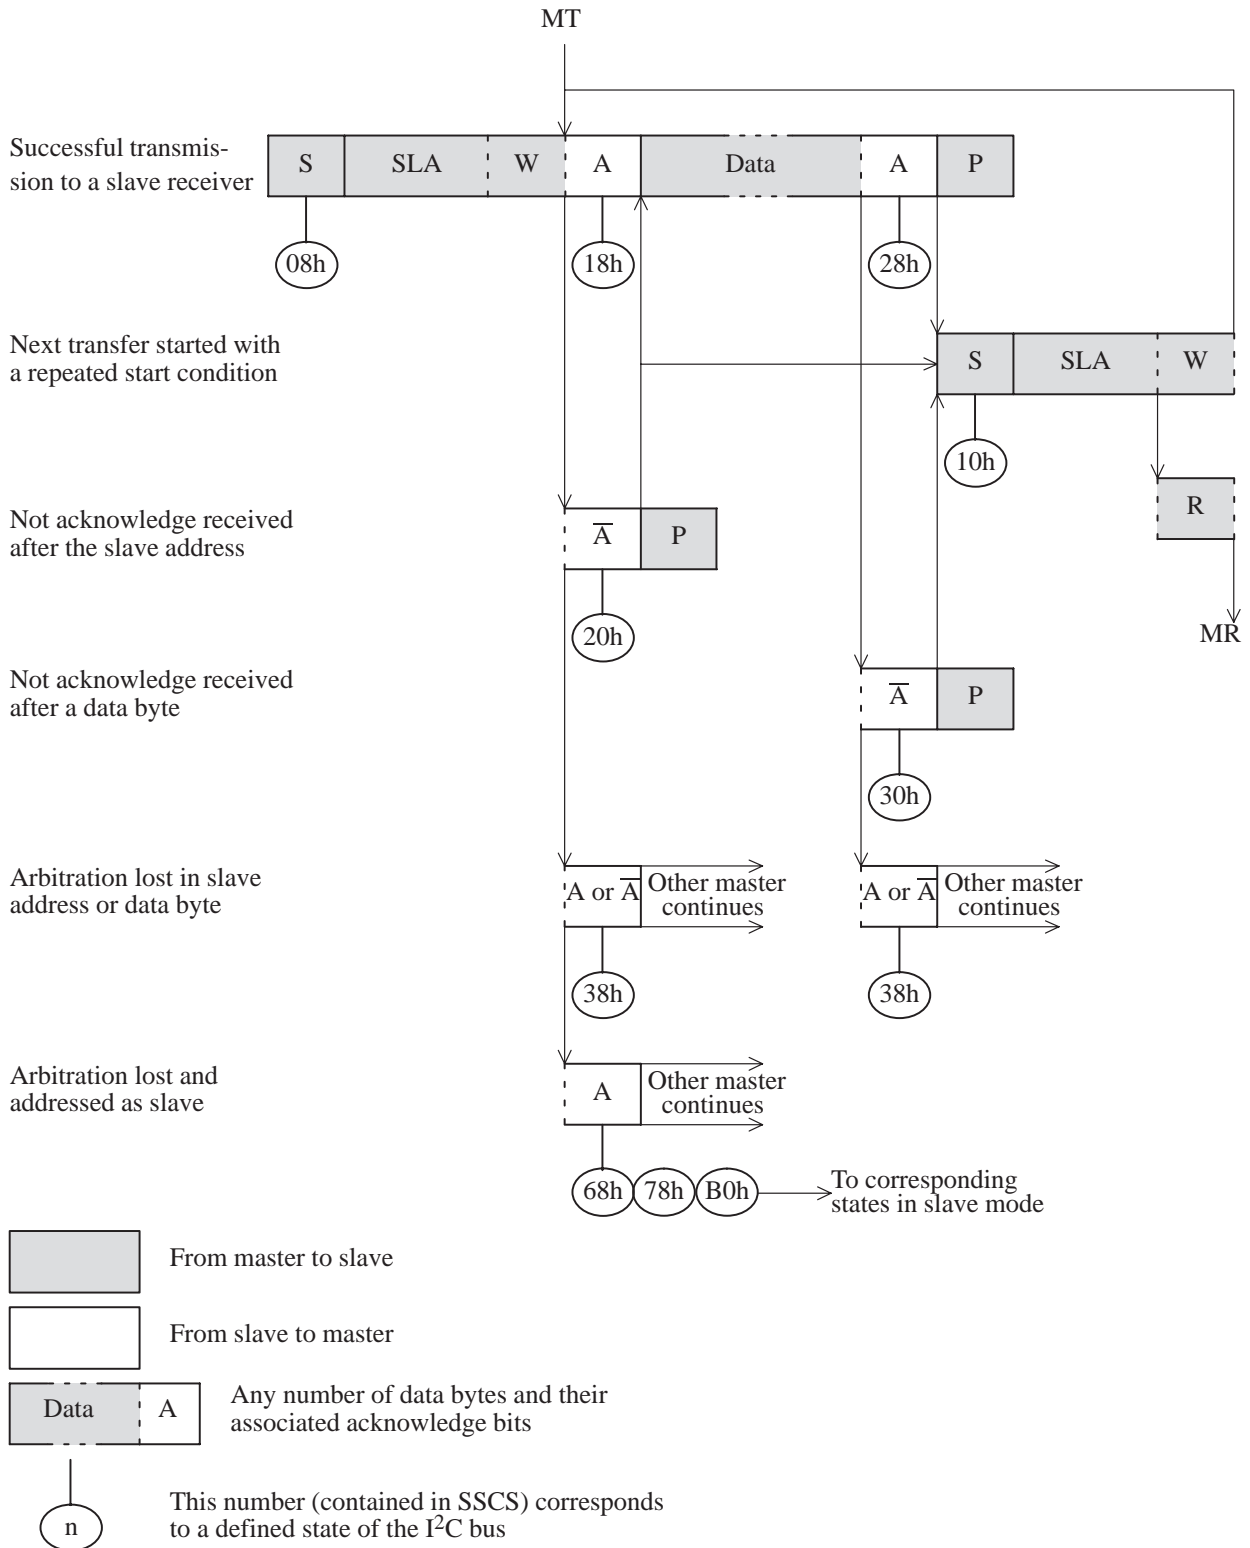 MT
Successful transmis-
sion to a slave receiver
S SLA W A Data A P
08h 18h 28h
Next transfer started with
a repeated start condition
S SLA W
10h
Not acknowledge received
after the slave address
A̅ P
R
20h
MR
Not acknowledge received
after a data byte
A̅ P
30h
Arbitration lost in slave
address or data byte
A or A̅ Other master
continues
A or A̅ Other master
continues
38h 38h
Arbitration lost and
addressed as slave
A Other master
continues
68h 78h B0h To corresponding
states in slave mode
From master to slave
From slave to master
Data A Any number of data bytes and their
associated acknowledge bits
n This number (contained in SSCS) corresponds
to a defined state of the I²C bus